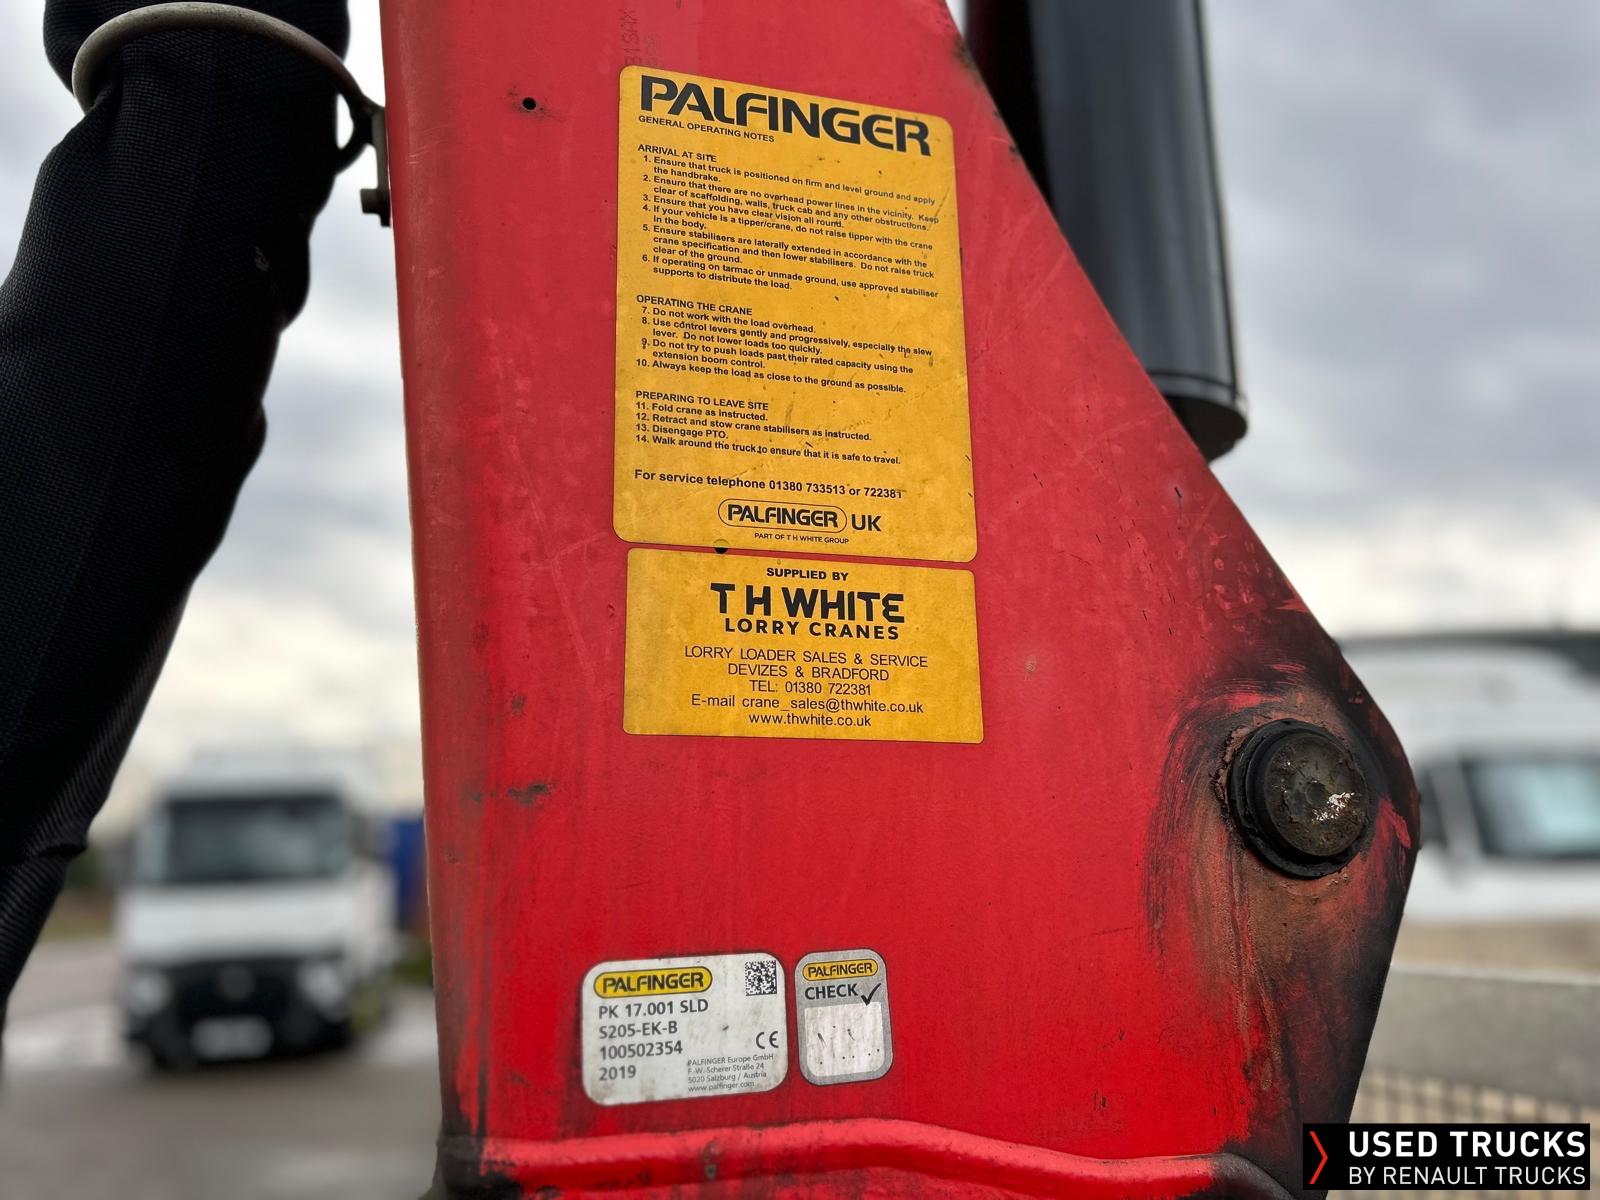 PALFINGER
GENERAL OPERATING NOTES
ARRIVAL AT SITE
1. Ensure that truck is positioned on firm and level ground and apply
the handbrake.
2. Ensure that there are no overhead power lines in the vicinity. Keep
clear of scaffolding, walls, truck cab and any other obstructions.
3. Ensure that you have clear vision all round.
4. If your vehicle is a tipper/crane, do not raise tipper with the crane
in the body.
5. Ensure stabilisers are laterally extended in accordance with the
crane specification and then lower stabilisers. Do not raise truck
clear of the ground.
6. If operating on tarmac or unmade ground, use approved stabiliser
supports to distribute the load.
OPERATING THE CRANE
7. Do not work with the load overhead.
8. Use control levers gently and progressively, especially the slew
lever. Do not lower loads too quickly.
9. Do not try to push loads past their rated capacity using the
extension boom control.
10. Always keep the load as close to the ground as possible.
PREPARING TO LEAVE SITE
11. Fold crane as instructed.
12. Retract and stow crane stabilisers as instructed.
13. Disengage PTO.
14. Walk around the truck to ensure that it is safe to travel.
For service telephone 01380 733513 or 722381
PALFINGER UK
PART OF T H WHITE GROUP
SUPPLIED BY
T H WHITE
LORRY CRANES
LORRY LOADER SALES & SERVICE
DEVIZES & BRADFORD
TEL: 01380 722381
E-mail crane_sales@thwhite.co.uk
www.thwhite.co.uk
PALFINGER
PK 17.001 SLD
S205-EK-B
100502354
2019
CE
PALFINGER Europe GmbH
F.-W.-Scherer-Straße 24
5020 Salzburg / Austria
www.palfinger.com
PALFINGER
CHECK
USED TRUCKS
BY RENAULT TRUCKS